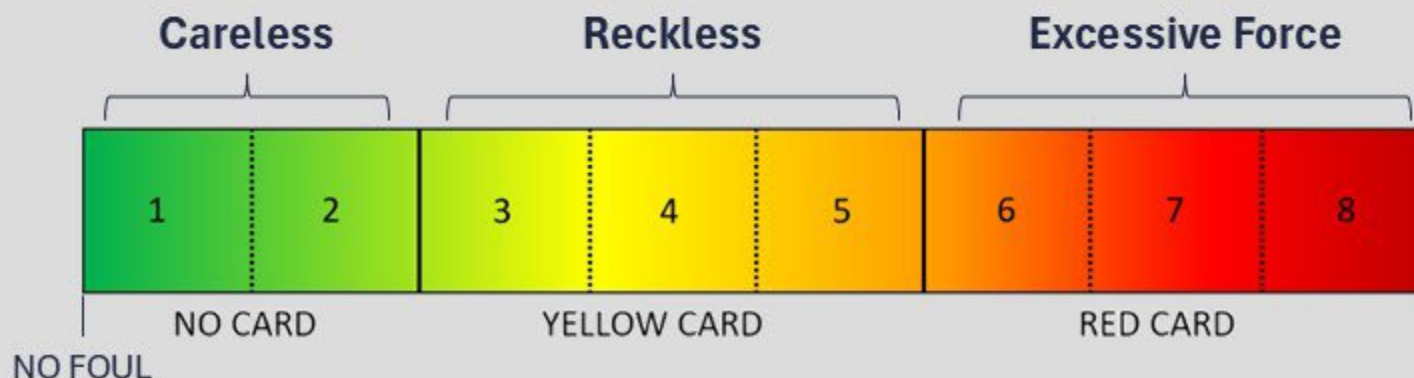 Careless Reckless Excessive Force
1 2 3 4 5 6 7 8
NO CARD YELLOW CARD RED CARD
NO FOUL